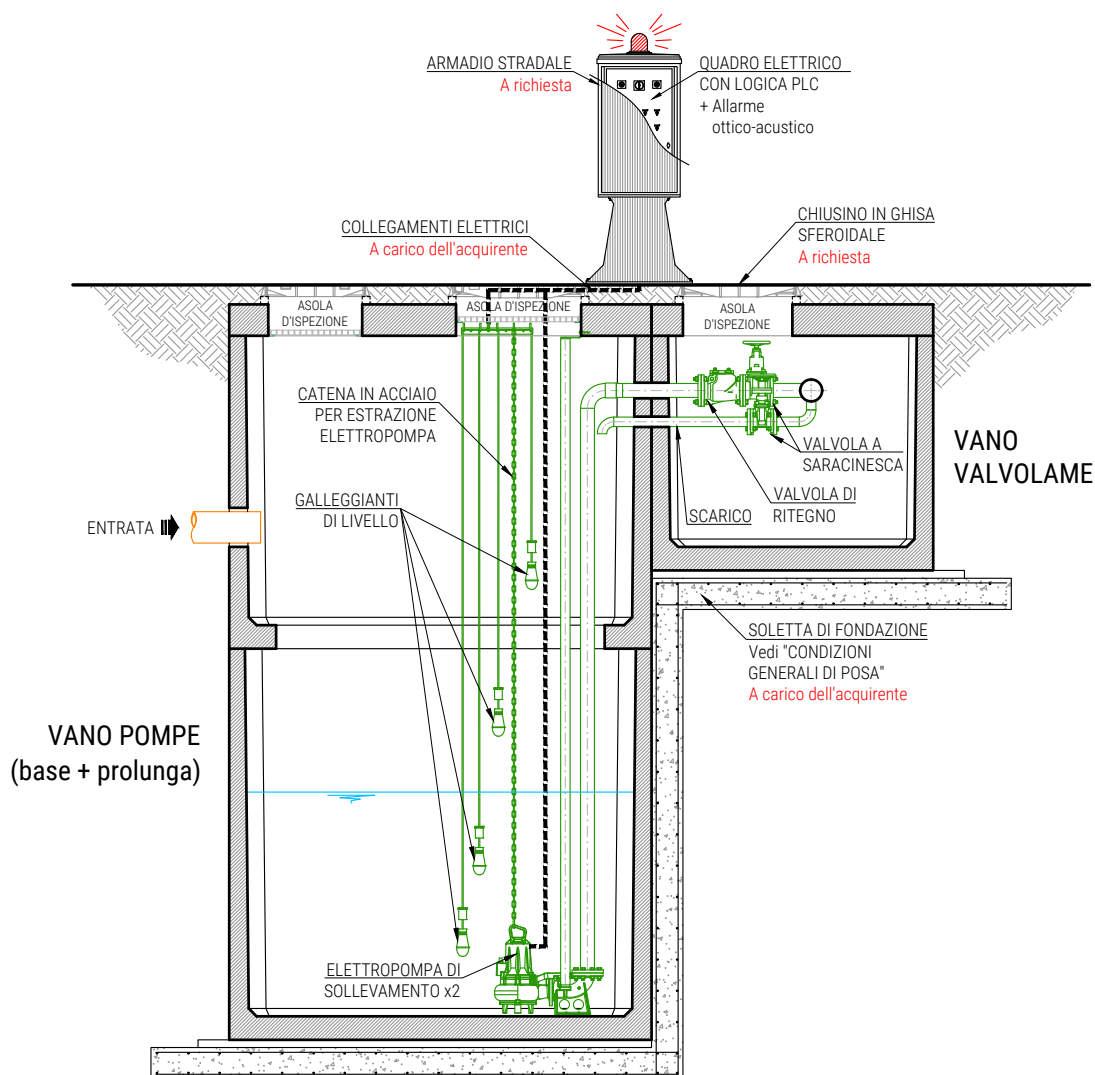 ARMADIO STRADALE
A richiesta
QUADRO ELETTRICO
CON LOGICA PLC
+ Allarme
ottico-acustico
COLLEGAMENTI ELETTRICI
A carico dell'acquirente
CHIUSINO IN GHISA
SFEROIDALE
A richiesta
ASOLA
D'ISPEZIONE
ASOLA D'ISPEZIONE
ASOLA
D'ISPEZIONE
CATENA IN ACCIAIO
PER ESTRAZIONE
ELETTROPOMPA
VANO
VALVOLAME
VALVOLA A
SARACINESCA
VALVOLA DI
RITEGNO
SCARICO
GALLEGGIANTI
DI LIVELLO
ENTRATA
SOLETTA DI FONDAZIONE
Vedi "CONDIZIONI
GENERALI DI POSA"
A carico dell'acquirente
VANO POMPE
(base + prolunga)
ELETTROPOMPA DI
SOLLEVAMENTO x2